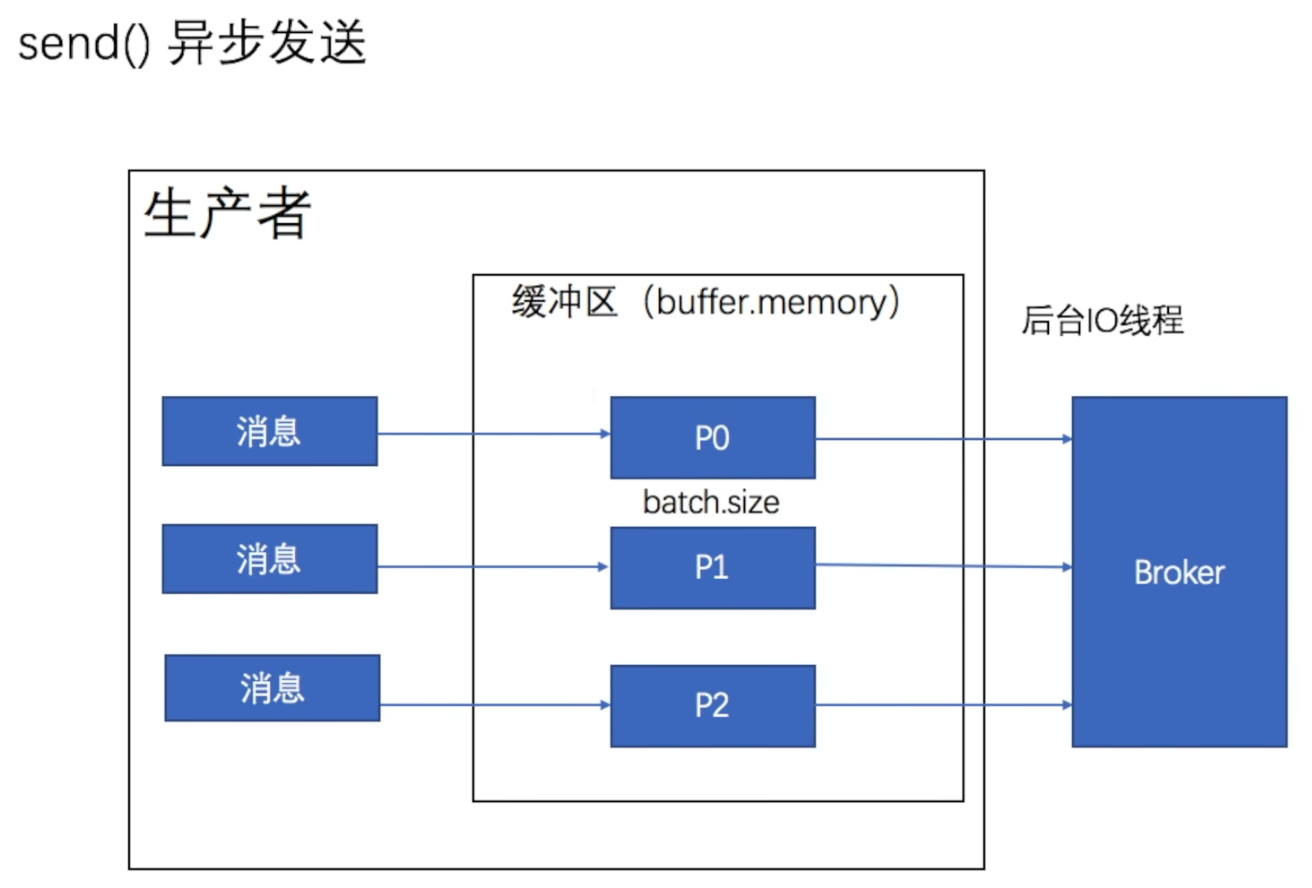 send() 异步发送
生产者
缓冲区（buffer.memory）
后台IO线程
消息
P0
batch.size
消息
P1
Broker
消息
P2